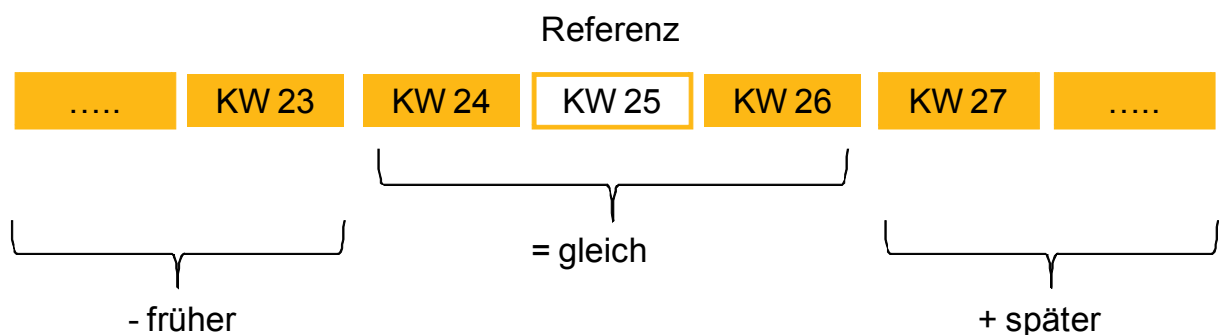 Referenz
….. KW 23 KW 24 KW 25 KW 26 KW 27 …..
= gleich
- früher + später